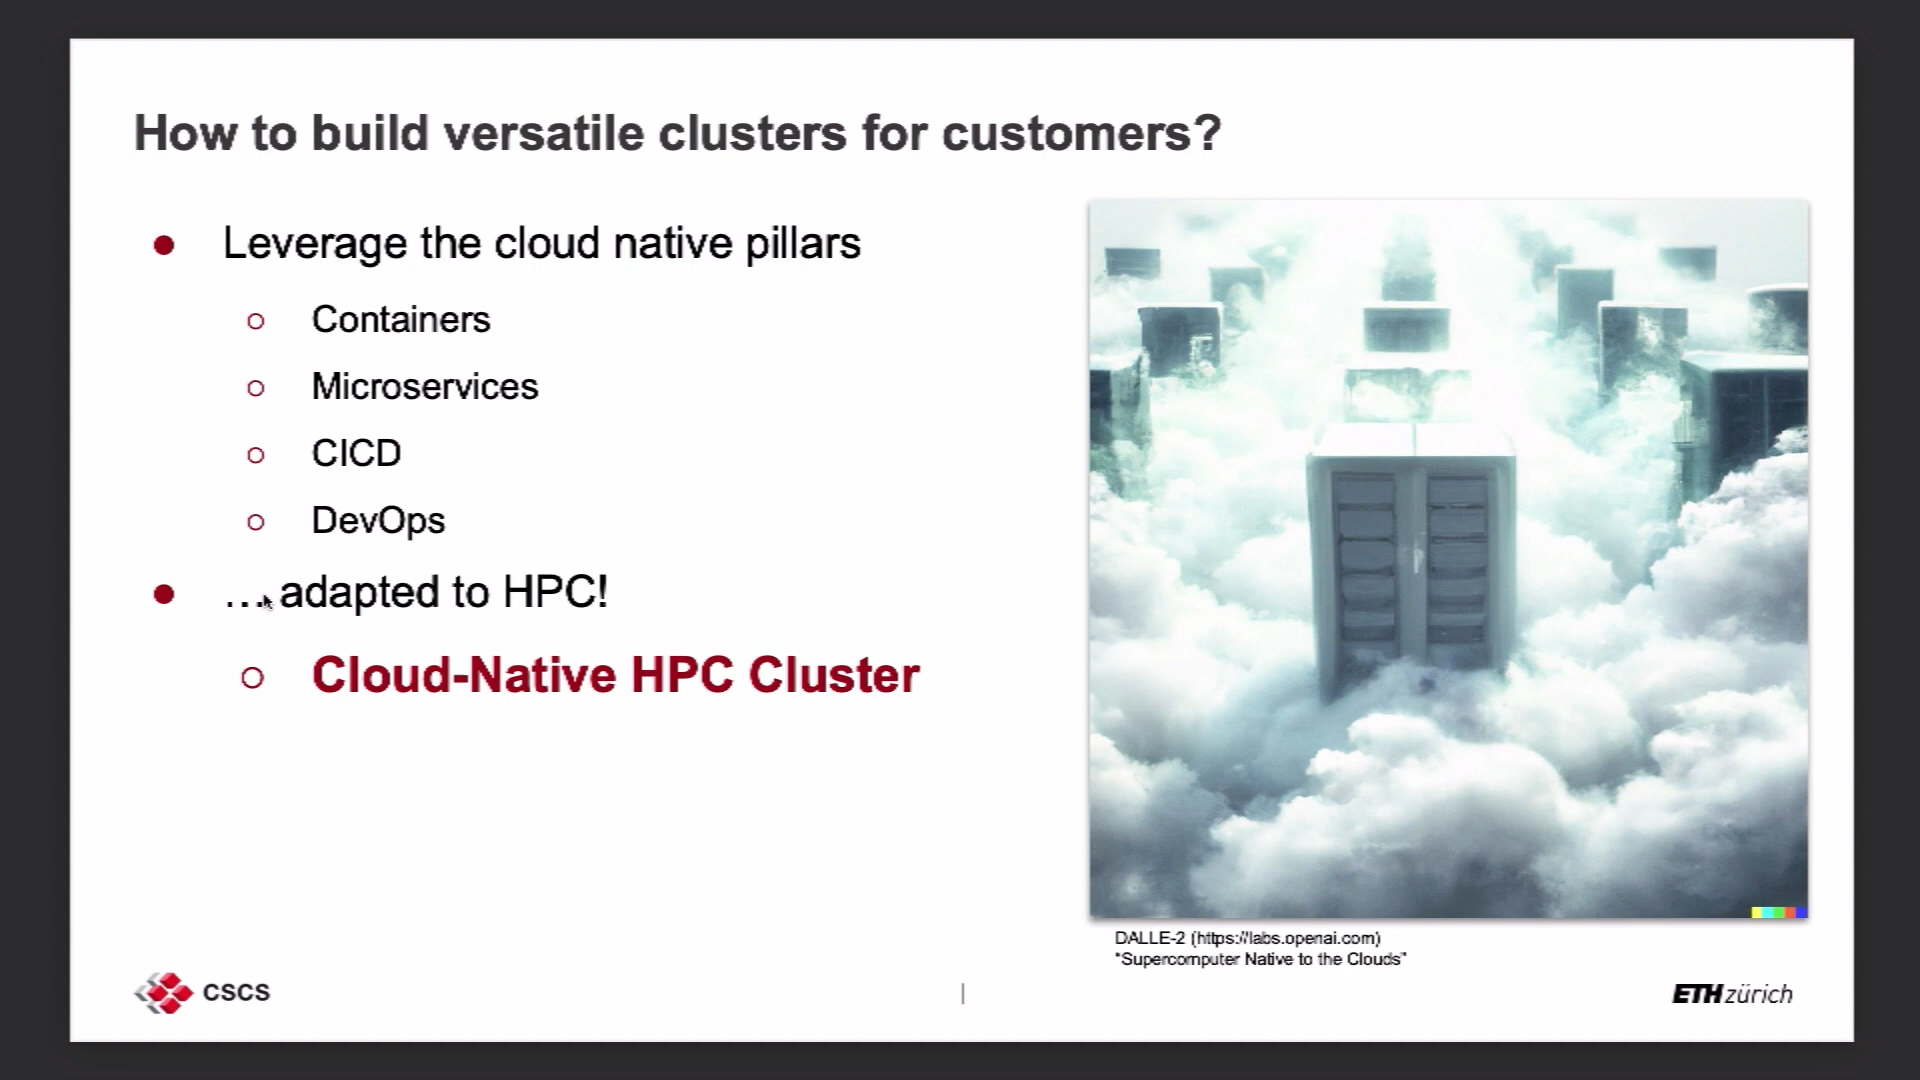 How to build versatile clusters for customers?
Leverage the cloud native pillars
Containers
Microservices
CICD
DevOps
… adapted to HPC!
Cloud-Native HPC Cluster
DALLE-2 (https://labs.openai.com)
“Supercomputer Native to the Clouds”
CSCS
|
ETH zürich